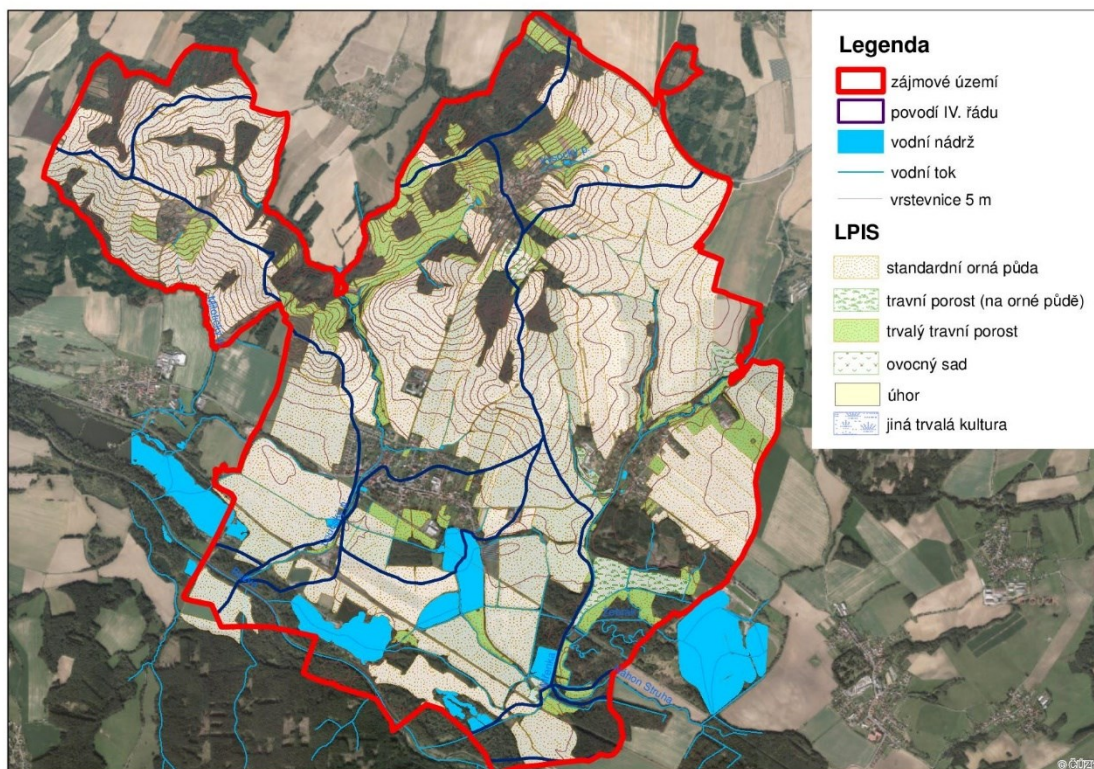 Legenda
zájmové území
povodí IV. řádu
vodní nádrž
vodní tok
vrstevnice 5 m
LPIS
standardní orná půda
travní porost (na orné půdě)
trvalý travní porost
ovocný sad
úhor
jiná trvalá kultura
Struha